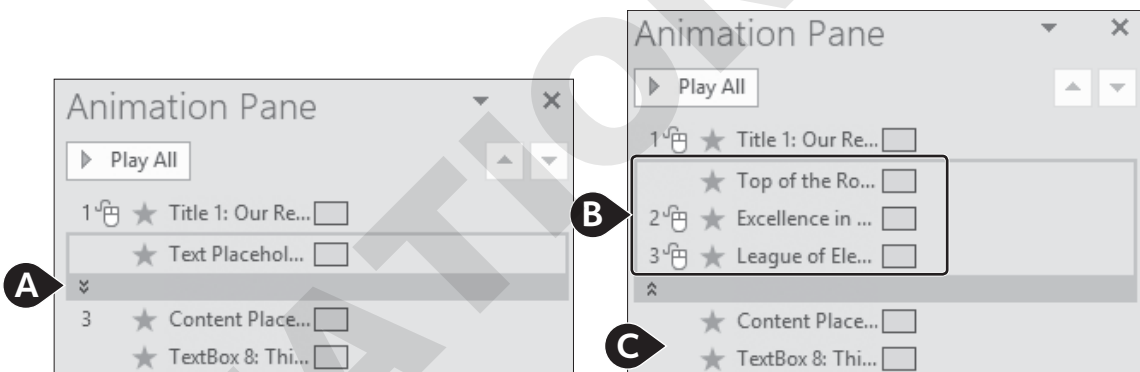 Animation Pane
Play All
1 Title 1: Our Re...
Text Placehol...
A
3 Content Place...
TextBox 8: Thi...
Animation Pane
Play All
1 Title 1: Our Re...
Top of the Ro...
B
2 Excellence in ...
3 League of Ele...
Content Place...
C
TextBox 8: Thi...